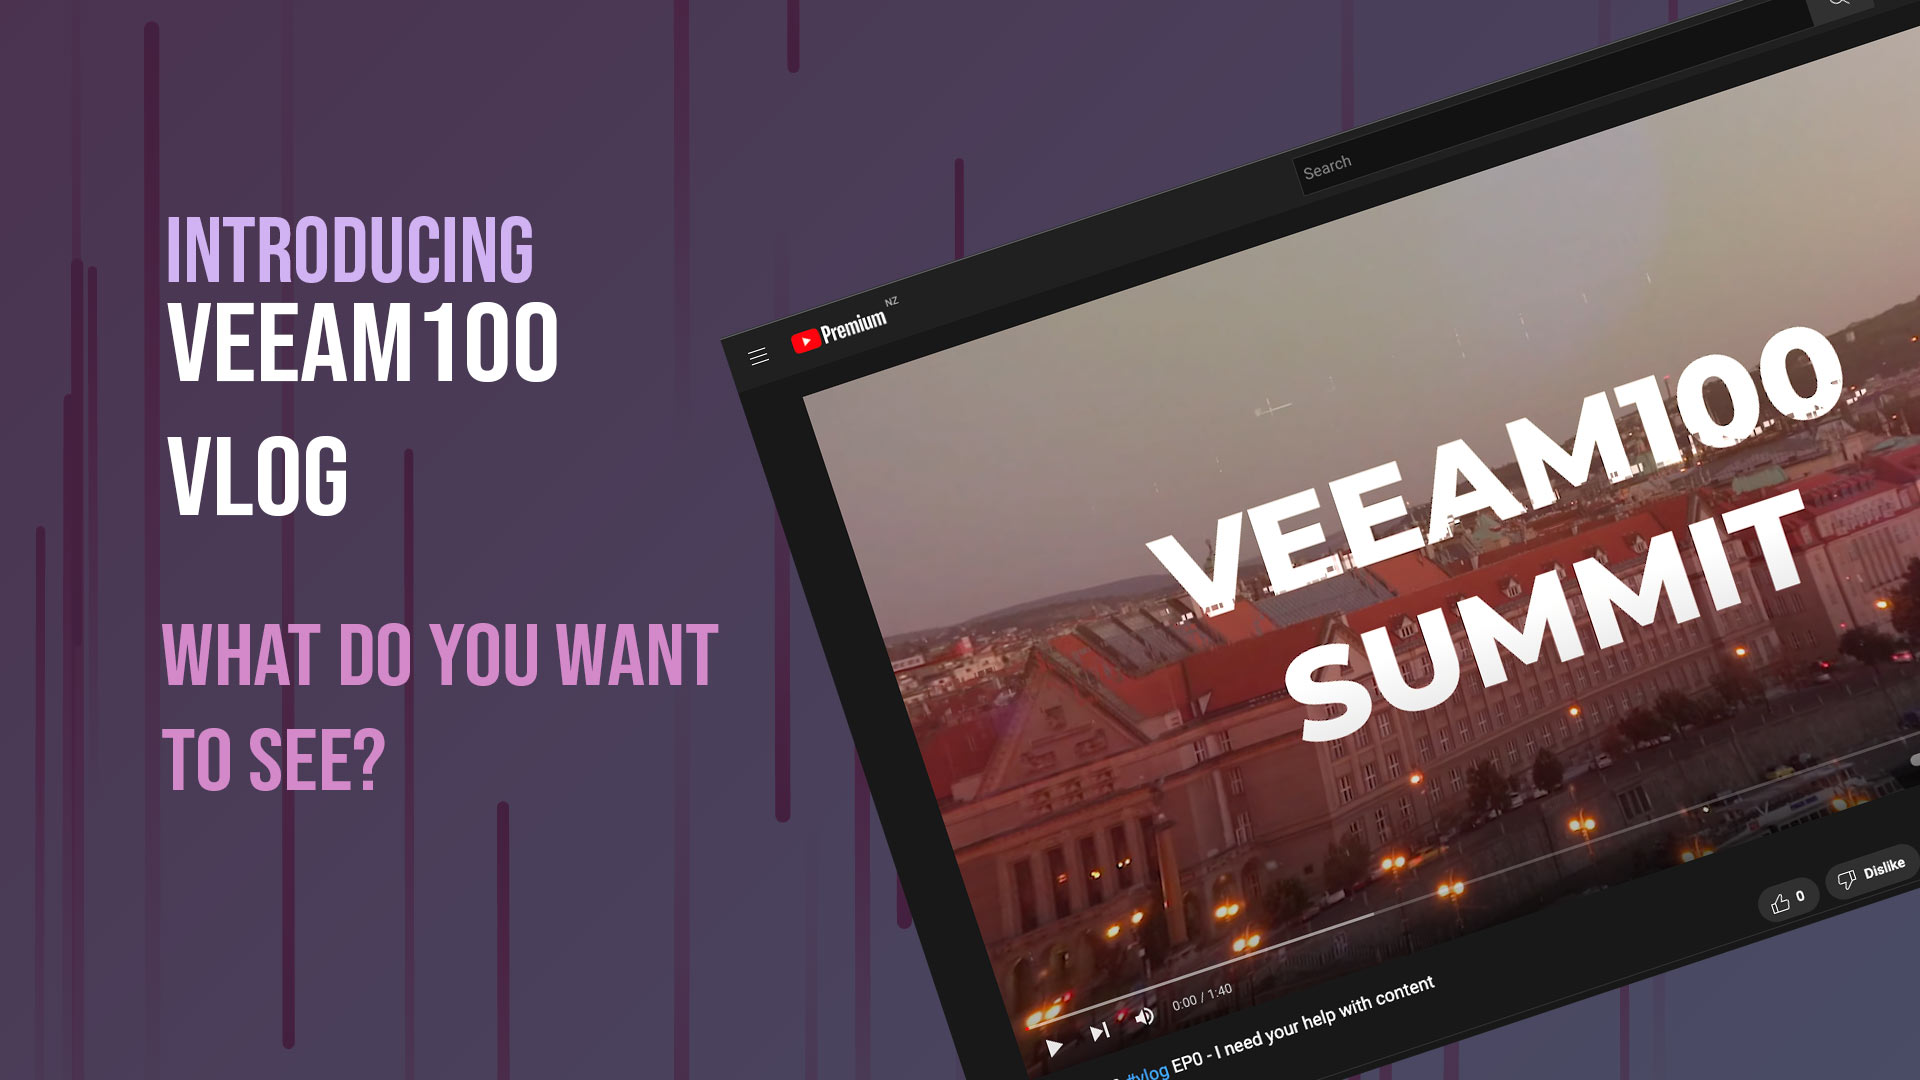 INTRODUCING
VEEAM100
VLOG
WHAT DO YOU WANT
TO SEE?
Search
Premium NZ
VEEAM100
SUMMIT
0:00 / 1:40
0
Dislike
#vlog EP0 - I need your help with content